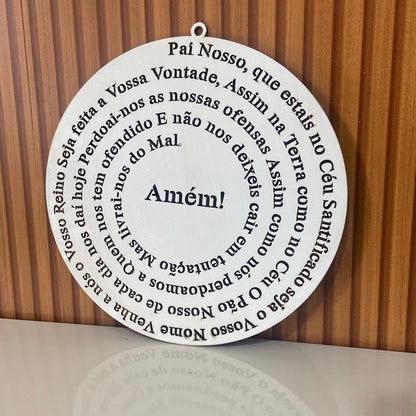 Pai Nosso, que estais no Céu Santificado seja o Vosso Nome Venha a nós o Vosso Reino Seja feita a Vossa Vontade, Assim na Terra como no Céu O Pão Nosso de cada dia nos daí hoje Perdoai-nos as nossas ofensas Assim como nós perdoamos a Quem nos tem ofendido E não nos deixeis cair em tentação Mas livrai-nos do Mal
Amém!